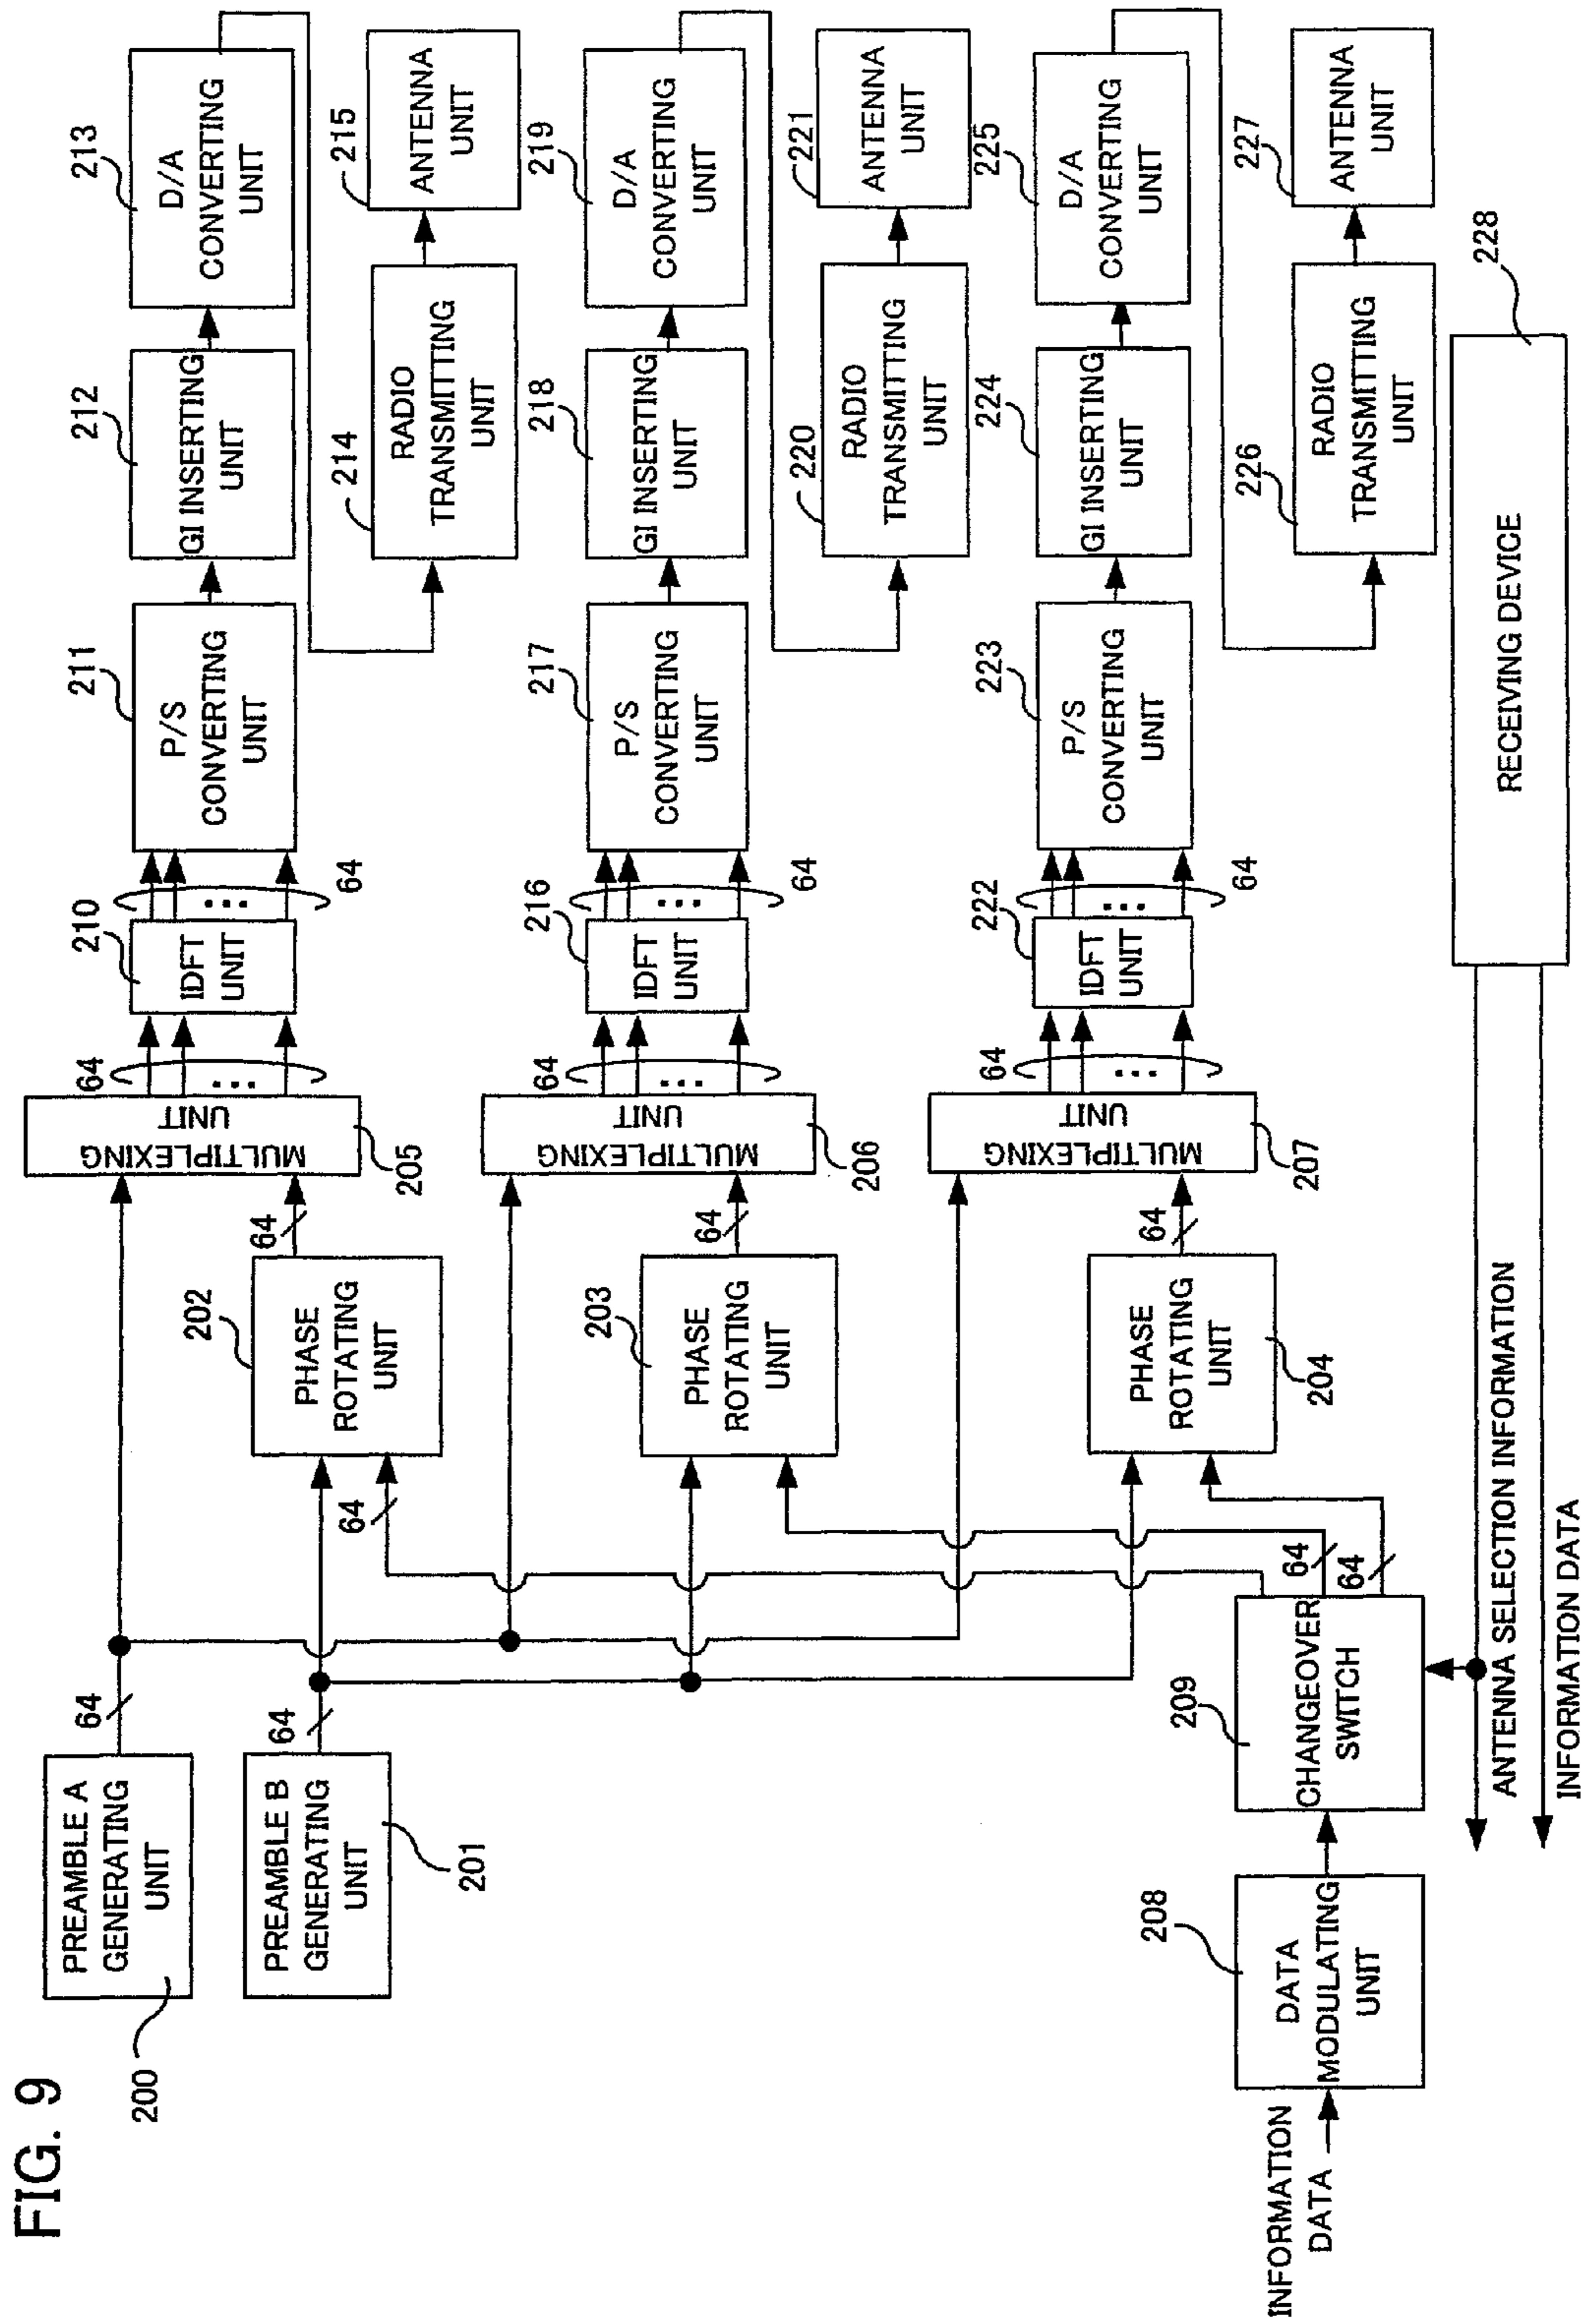 FIG. 9
200
PREAMBLE A
GENERATING
UNIT
64
PREAMBLE B
GENERATING
UNIT
201
64
202
PHASE
ROTATING
UNIT
64
64
MULTIPLEXING
UNIT
205
64
210
IDFT
UNIT
64
211
P/S
CONVERTING
UNIT
212
GI INSERTING
UNIT
213
D/A
CONVERTING
UNIT
214
RADIO
TRANSMITTING
UNIT
215
ANTENNA
UNIT
203
PHASE
ROTATING
UNIT
64
MULTIPLEXING
UNIT
206
64
216
IDFT
UNIT
64
217
P/S
CONVERTING
UNIT
218
GI INSERTING
UNIT
219
D/A
CONVERTING
UNIT
220
RADIO
TRANSMITTING
UNIT
221
ANTENNA
UNIT
PHASE
ROTATING
UNIT
204
64
MULTIPLEXING
UNIT
207
64
222
IDFT
UNIT
64
223
P/S
CONVERTING
UNIT
224
GI INSERTING
UNIT
225
D/A
CONVERTING
UNIT
226
RADIO
TRANSMITTING
UNIT
227
ANTENNA
UNIT
INFORMATION
DATA
208
DATA
MODULATING
UNIT
209
CHANGEOVER
SWITCH
64
64
228
RECEIVING DEVICE
ANTENNA SELECTION INFORMATION
INFORMATION DATA